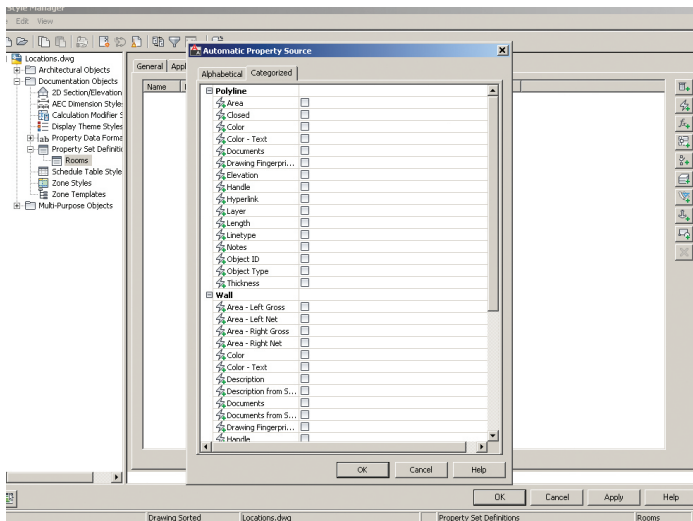 Style Manager
Edit View
Locations.dwg
Architectural Objects
Documentation Objects
2D Section/Elevation
AEC Dimension Style
Calculation Modifier S
Display Theme Styles
Property Data Forma
Property Set Definitio
Rooms
Schedule Table Style
Zone Styles
Zone Templates
Multi-Purpose Objects
General Appl
Name
Automatic Property Source
Alphabetical Categorized
Polyline
Area
Closed
Color
Color - Text
Documents
Drawing Fingerpri...
Elevation
Handle
Hyperlink
Layer
Length
Linetype
Notes
Object ID
Object Type
Thickness
Wall
Area - Left Gross
Area - Left Net
Area - Right Gross
Area - Right Net
Color
Color - Text
Description
Description from S...
Documents
Documents from S...
Drawing Fingerpri...
Handle
OK Cancel Help
OK Cancel Apply Help
Drawing Sorted Locations.dwg Property Set Definitions Rooms